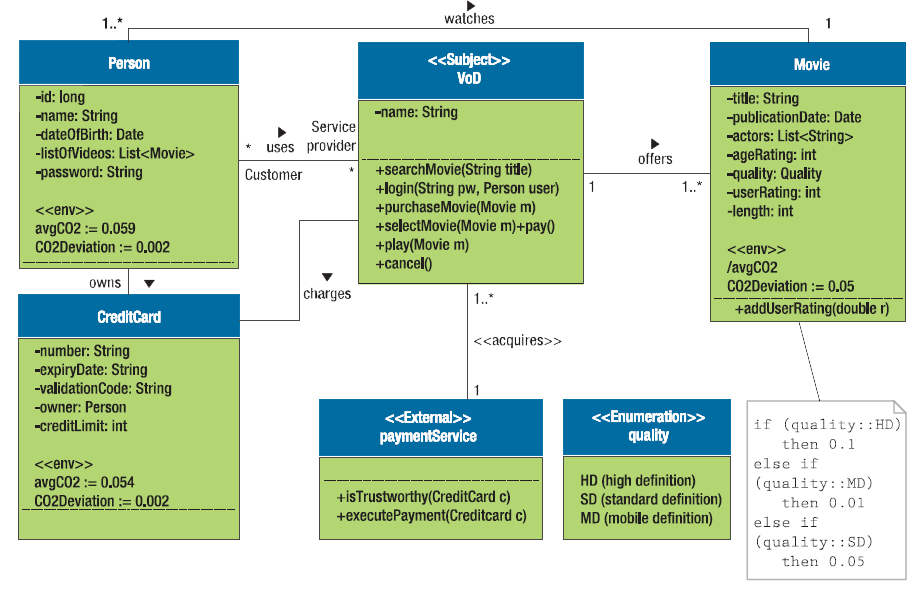 watches
1..*
1
Person
-id: long
-name: String
-dateOfBirth: Date
-listOfVideos: List<Movie>
-password: String
<<env>>
avgCO2 := 0.059
CO2Deviation := 0.002
*
uses
Customer
Service
provider
*
<<Subject>>
VoD
-name: String
+searchMovie(String title)
+login(String pw, Person user)
+purchaseMovie(Movie m)
+selectMovie(Movie m)+pay()
+play(Movie m)
+cancel()
offers
1
1..*
Movie
-title: String
-publicationDate: Date
-actors: List<String>
-ageRating: int
-quality: Quality
-userRating: int
-length: int
<<env>>
/avgCO2
CO2Deviation := 0.05
+addUserRating(double r)
owns
charges
1..*
<<acquires>>
1
CreditCard
-number: String
-expiryDate: String
-validationCode: String
-owner: Person
-creditLimit: int
<<env>>
avgCO2 := 0.054
CO2Deviation := 0.002
<<External>>
paymentService
+isTrustworthy(CreditCard c)
+executePayment(Creditcard c)
<<Enumeration>>
quality
HD (high definition)
SD (standard definition)
MD (mobile definition)
if (quality::HD)
then 0.1
else if
(quality::MD)
then 0.01
else if
(quality::SD)
then 0.05